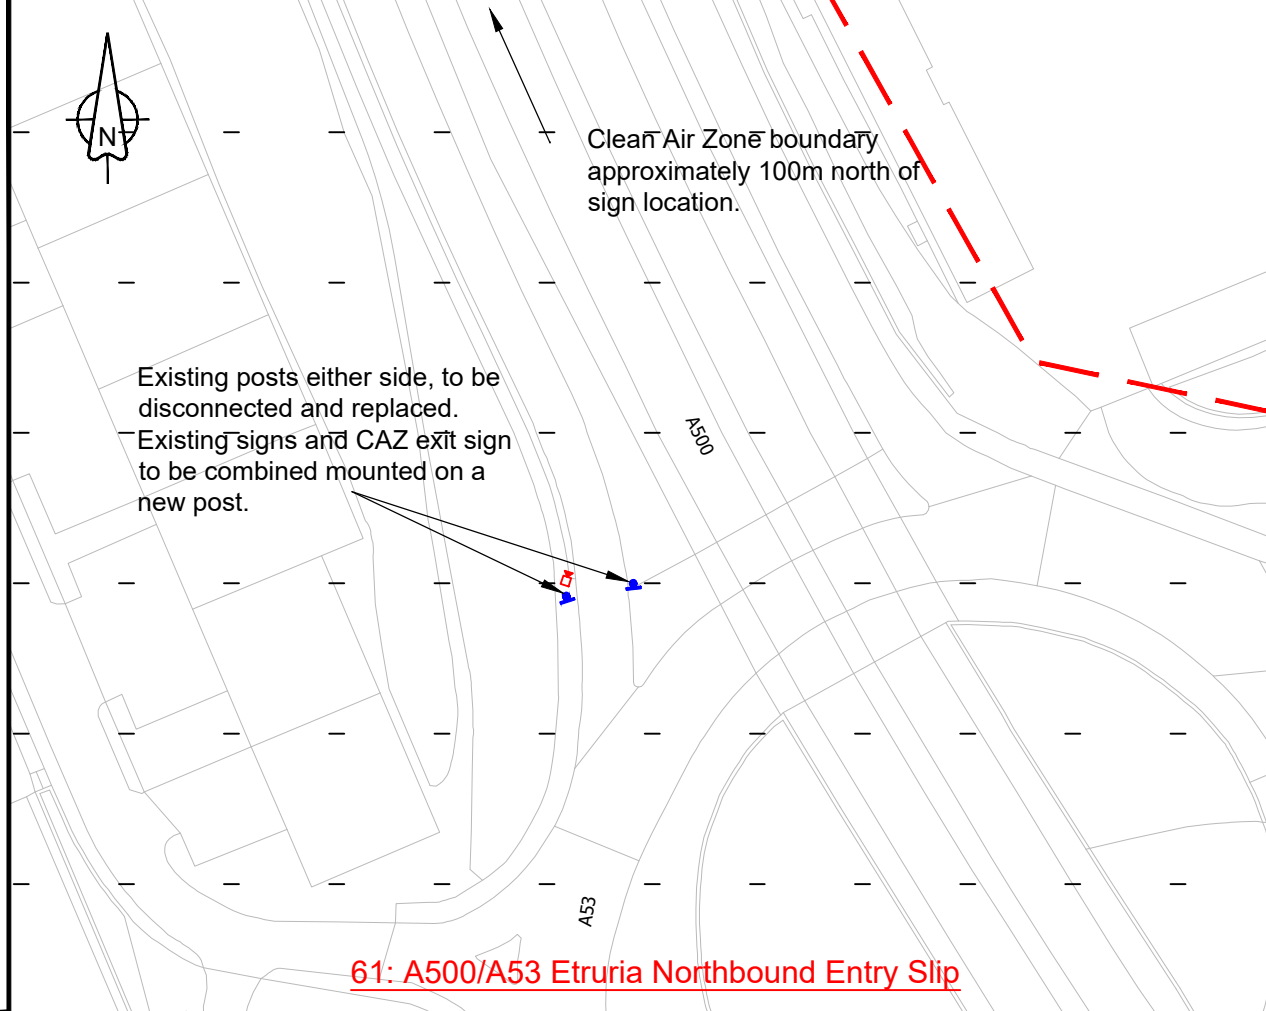 N
Clean Air Zone boundary
approximately 100m north of
sign location.
Existing posts either side, to be
disconnected and replaced.
Existing signs and CAZ exit sign
to be combined mounted on a
new post.
A500
A53
61: A500/A53 Etruria Northbound Entry Slip